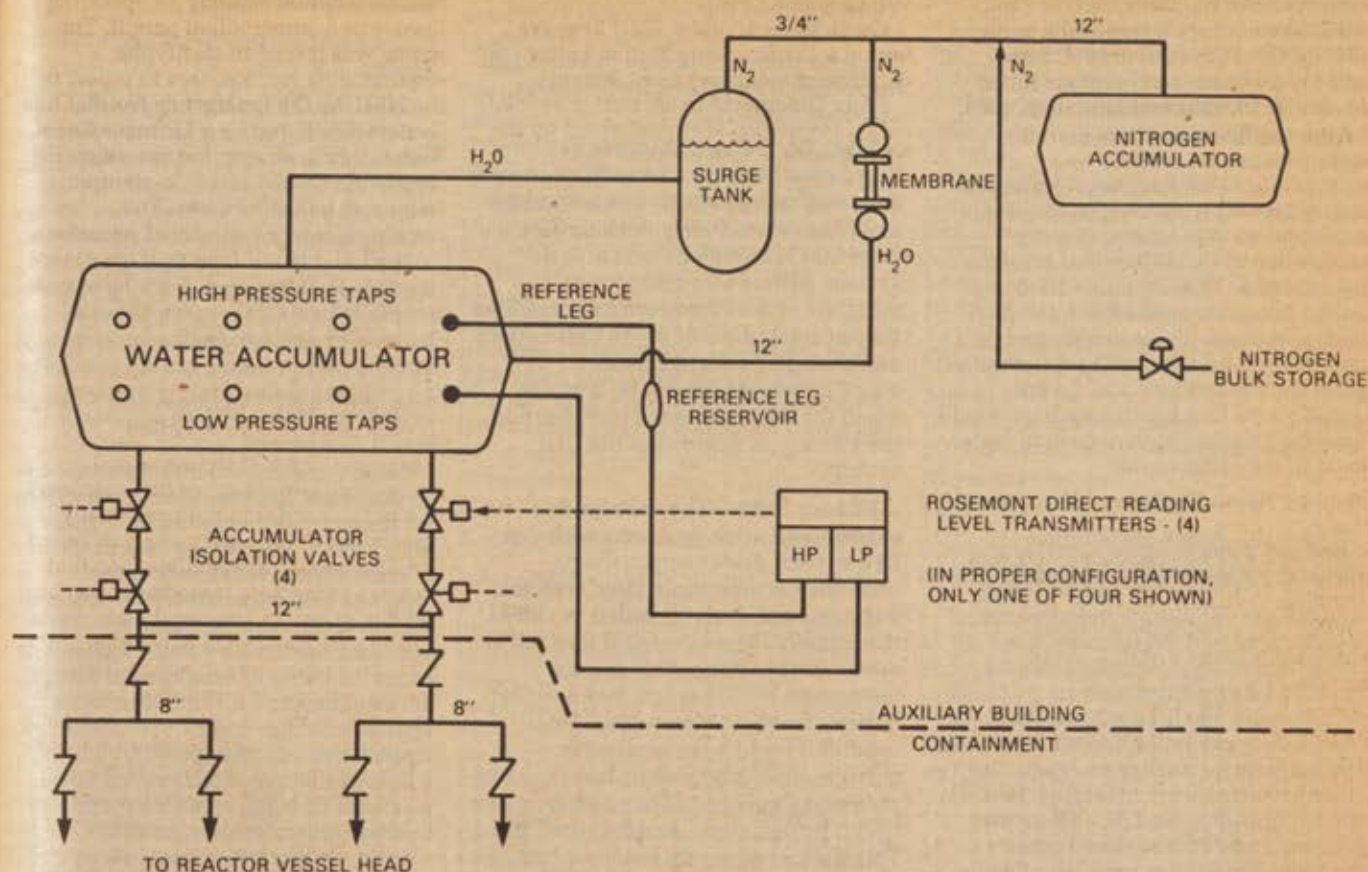 3/4"
12"
N₂
N₂
N₂
NITROGEN
ACCUMULATOR
H₂O
SURGE
TANK
MEMBRANE
H₂O
HIGH PRESSURE TAPS
REFERENCE
LEG
WATER ACCUMULATOR
12"
NITROGEN
BULK STORAGE
LOW PRESSURE TAPS
REFERENCE LEG
RESERVOIR
ACCUMULATOR
ISOLATION VALVES
(4)
12"
HP
LP
ROSEMONT DIRECT READING
LEVEL TRANSMITTERS - (4)
(IN PROPER CONFIGURATION,
ONLY ONE OF FOUR SHOWN)
8"
8"
AUXILIARY BUILDING
CONTAINMENT
TO REACTOR VESSEL HEAD